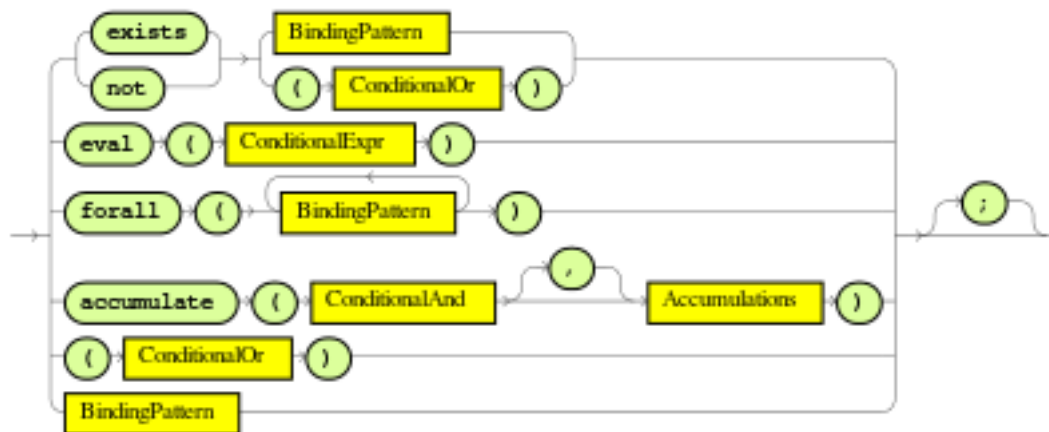 exists BindingPattern
not ( ConditionalOr )
eval ( ConditionalExpr )
forall ( BindingPattern )
;
,
accumulate ( ConditionalAnd Accumulations )
( ConditionalOr )
BindingPattern